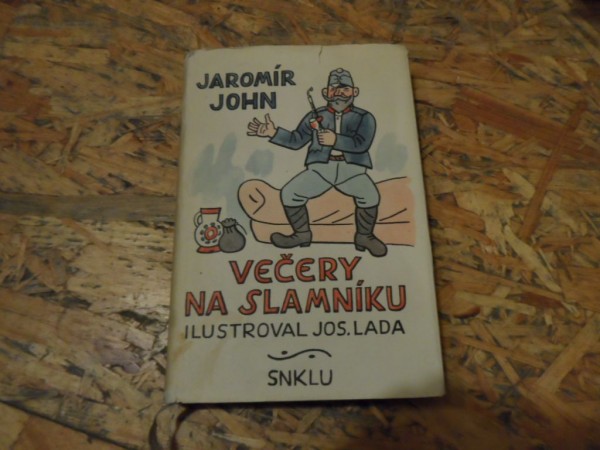 JAROMÍR
JOHN
VEČERY
NA SLAMNÍKU
ILUSTROVAL JOS. LADA
SNKLU